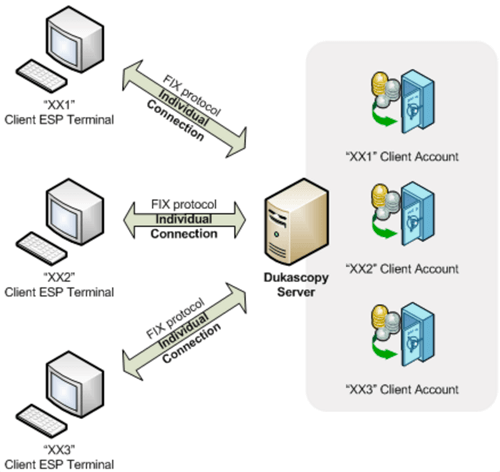 "XX1"
Client ESP Terminal
FIX protocol
Individual
Connection
"XX1" Client Account
"XX2"
Client ESP Terminal
FIX protocol
Individual
Connection
Dukascopy
Server
"XX2" Client Account
"XX3"
Client ESP Terminal
FIX protocol
Individual
Connection
"XX3" Client Account